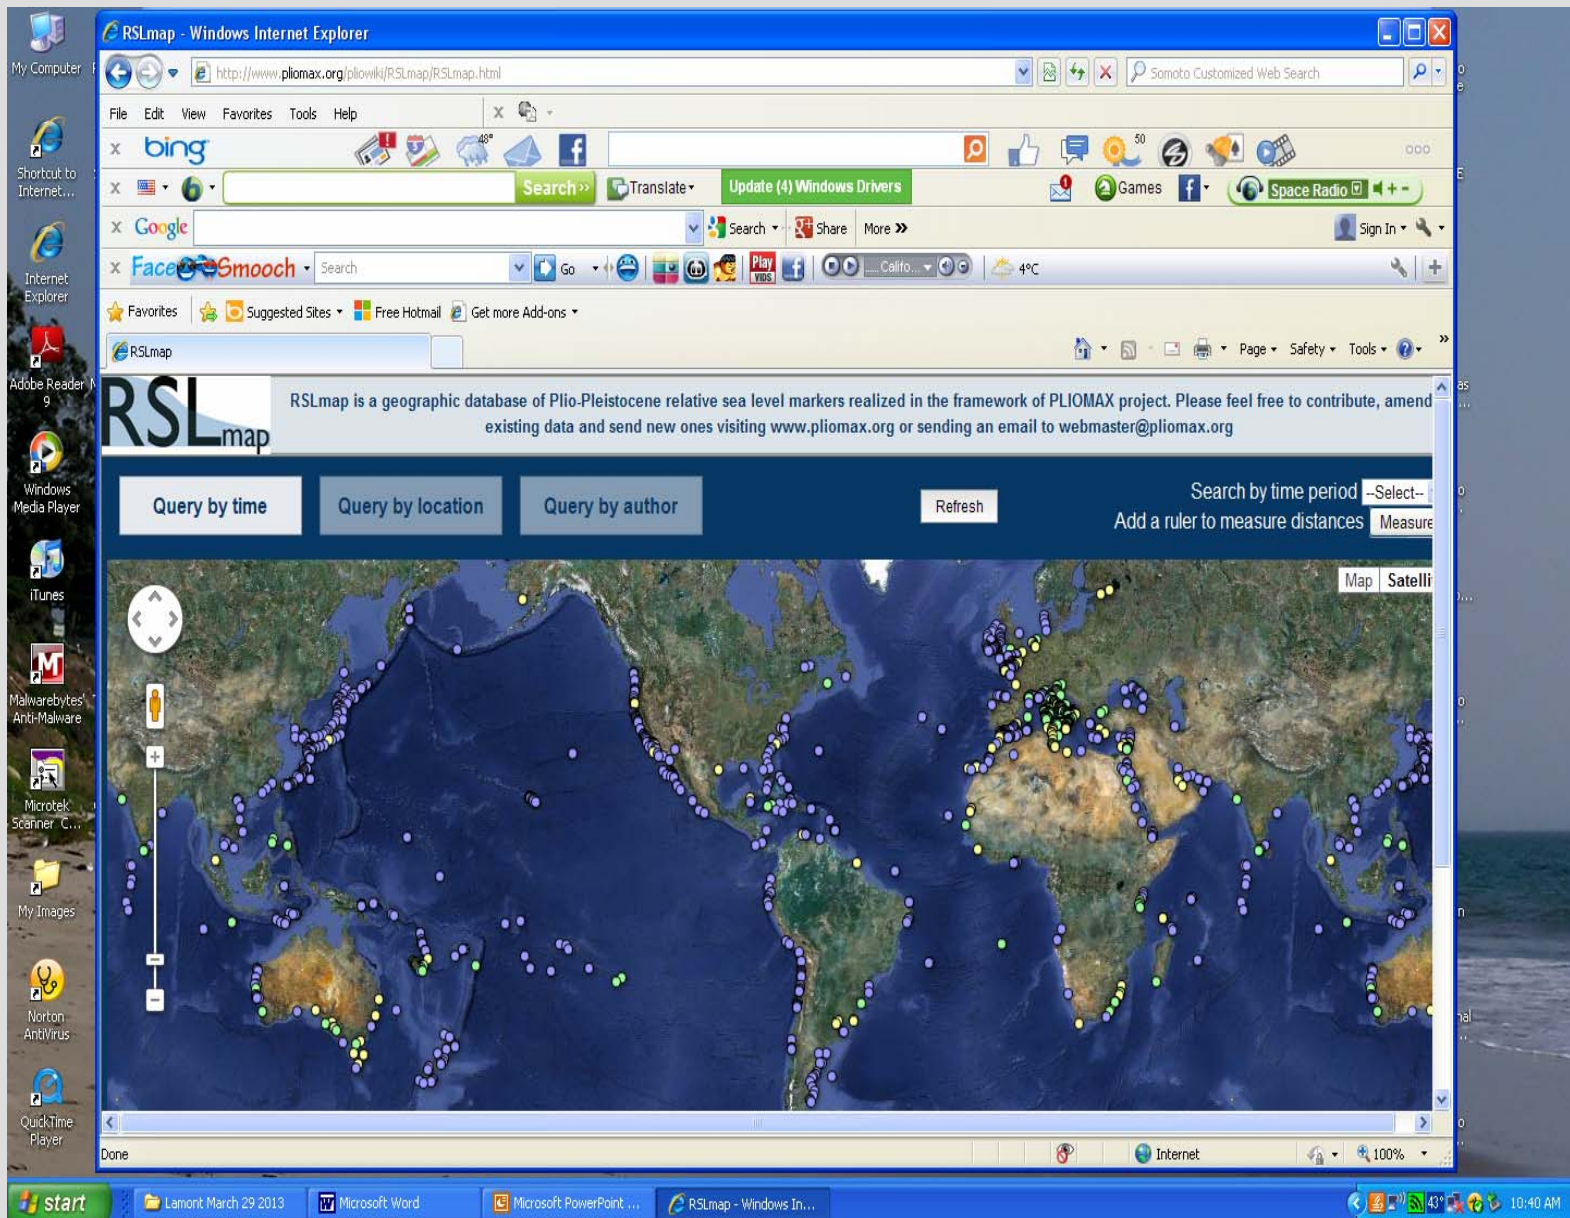 My Computer
Shortcut to
Internet...
Internet
Explorer
Adobe Reader
9
Windows
Media Player
iTunes
Malwarebytes'
Anti-Malware
Microtek
Scanner C...
My Images
Norton
AntiVirus
QuickTime
Player
RSLmap - Windows Internet Explorer
http://www.pliomax.org/pliowiki/RSLmap/RSLmap.html
Somoto Customized Web Search
File Edit View Favorites Tools Help x
x bing 48° 50
x Search» Translate Update (4) Windows Drivers Games Space Radio
x Google Search Share More » Sign In
x FaceSmooch Search Go Play VIDS .... Califo... 4°C
Favorites Suggested Sites Free Hotmail Get more Add-ons
RSLmap Page Safety Tools »
RSLmap
RSLmap is a geographic database of Plio-Pleistocene relative sea level markers realized in the framework of PLIOMAX project. Please feel free to contribute, amend
existing data and send new ones visiting www.pliomax.org or sending an email to webmaster@pliomax.org
Query by time Query by location Query by author Refresh
Search by time period --Select--
Add a ruler to measure distances Measure
Map Satelli
Done Internet 100%
start Lamont March 29 2013 Microsoft Word Microsoft PowerPoint ... RSLmap - Windows In... 43° 10:40 AM